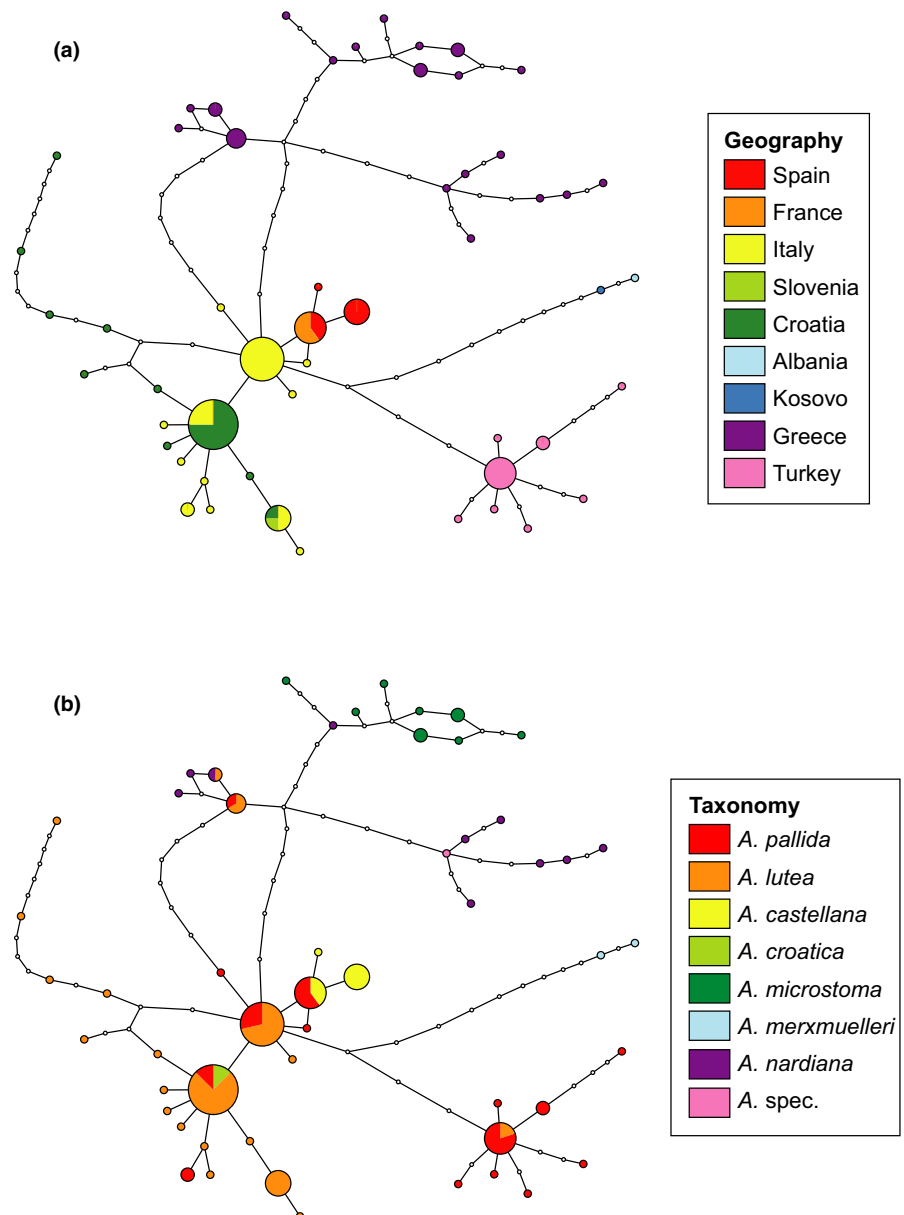 (a)
Geography
Spain
France
Italy
Slovenia
Croatia
Albania
Kosovo
Greece
Turkey
(b)
Taxonomy
A. pallida
A. lutea
A. castellana
A. croatica
A. microstoma
A. merxmuelleri
A. nardiana
A. spec.